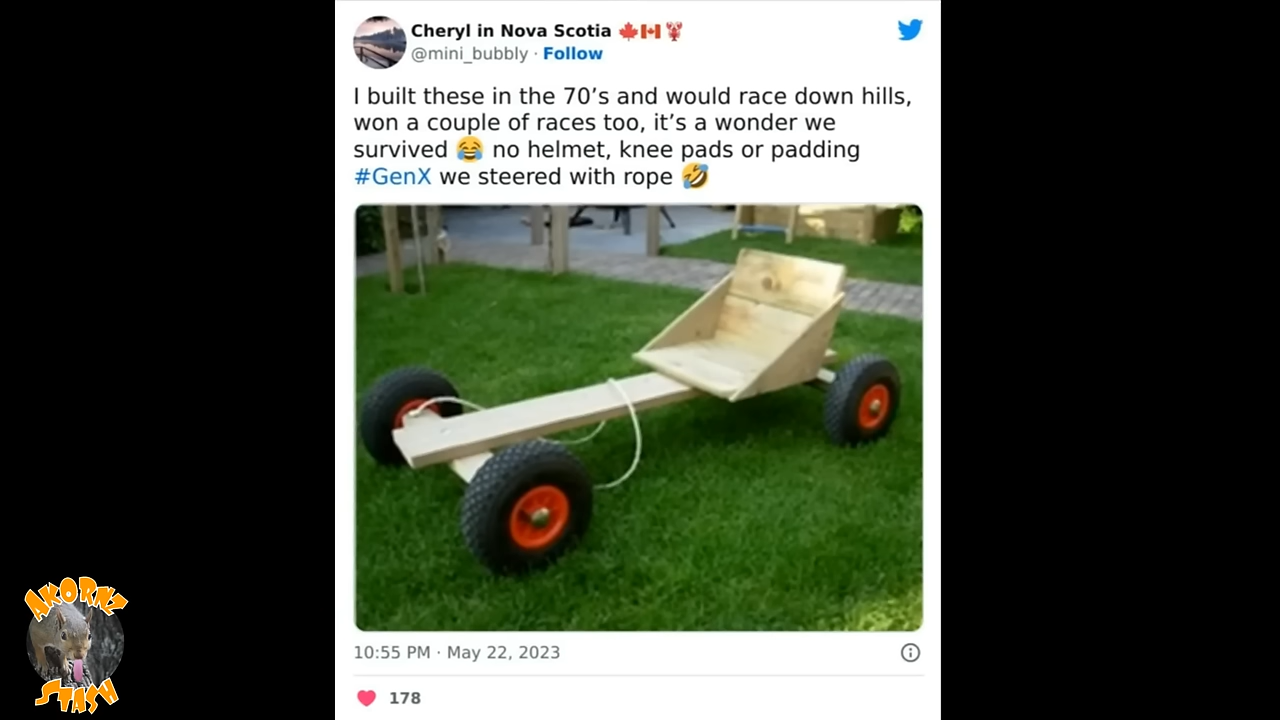 Cheryl in Nova Scotia 🍁🇨🇦🦞
@mini_bubbly · Follow
I built these in the 70’s and would race down hills,
won a couple of races too, it’s a wonder we
survived 😂 no helmet, knee pads or padding
#GenX we steered with rope 🤣
10:55 PM · May 22, 2023
178
AKORNZ
STASH